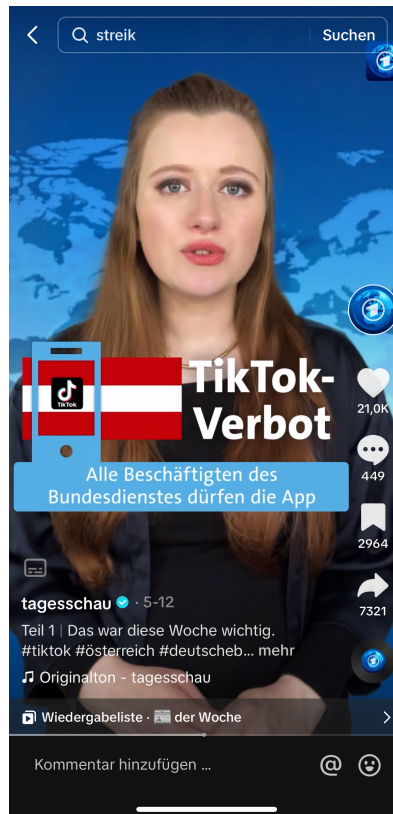 streik
Suchen
TikTok
TikTok-
Verbot
21,0K
Alle Beschäftigten des
Bundesdienstes dürfen die App
449
2964
tagesschau · 5-12
7321
Teil 1 | Das war diese Woche wichtig.
#tiktok #österreich #deutscheb... mehr
Originalton - tagesschau
Wiedergabeliste · 📰 der Woche
Kommentar hinzufügen ...
@